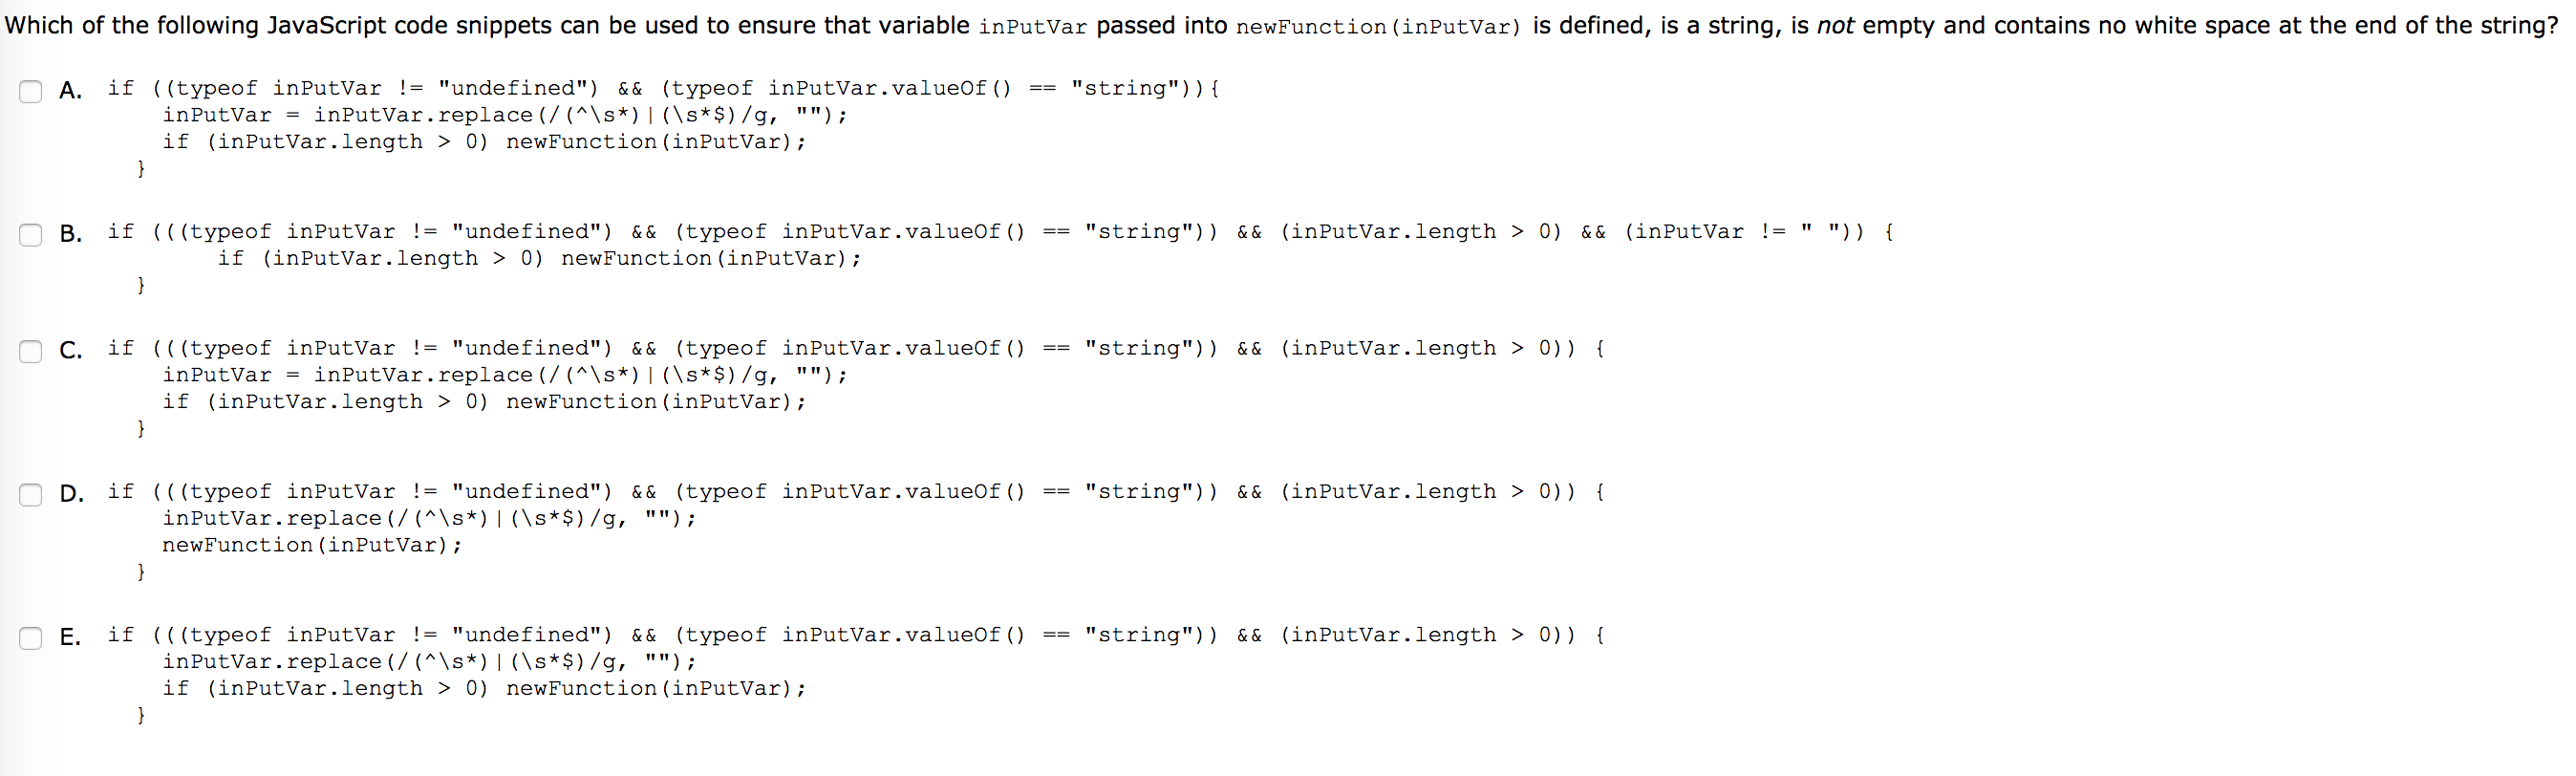 Which of the following JavaScript code snippets can be used to ensure that variable inPutVar passed into newFunction(inPutVar) is defined, is a string, is not empty and contains no white space at the end of the string?
A. if ((typeof inPutVar != "undefined") && (typeof inPutVar.valueOf() == "string")){
inPutVar = inPutVar.replace(/(^\s*)|(\s*$)/g, "");
if (inPutVar.length > 0) newFunction(inPutVar);
}
B. if (((typeof inPutVar != "undefined") && (typeof inPutVar.valueOf() == "string")) && (inPutVar.length > 0) && (inPutVar != " ")) {
if (inPutVar.length > 0) newFunction(inPutVar);
}
C. if (((typeof inPutVar != "undefined") && (typeof inPutVar.valueOf() == "string")) && (inPutVar.length > 0)) {
inPutVar = inPutVar.replace(/(^\s*)|(\s*$)/g, "");
if (inPutVar.length > 0) newFunction(inPutVar);
}
D. if (((typeof inPutVar != "undefined") && (typeof inPutVar.valueOf() == "string")) && (inPutVar.length > 0)) {
inPutVar.replace(/(^\s*)|(\s*$)/g, "");
newFunction(inPutVar);
}
E. if (((typeof inPutVar != "undefined") && (typeof inPutVar.valueOf() == "string")) && (inPutVar.length > 0)) {
inPutVar.replace(/(^\s*)|(\s*$)/g, "");
if (inPutVar.length > 0) newFunction(inPutVar);
}